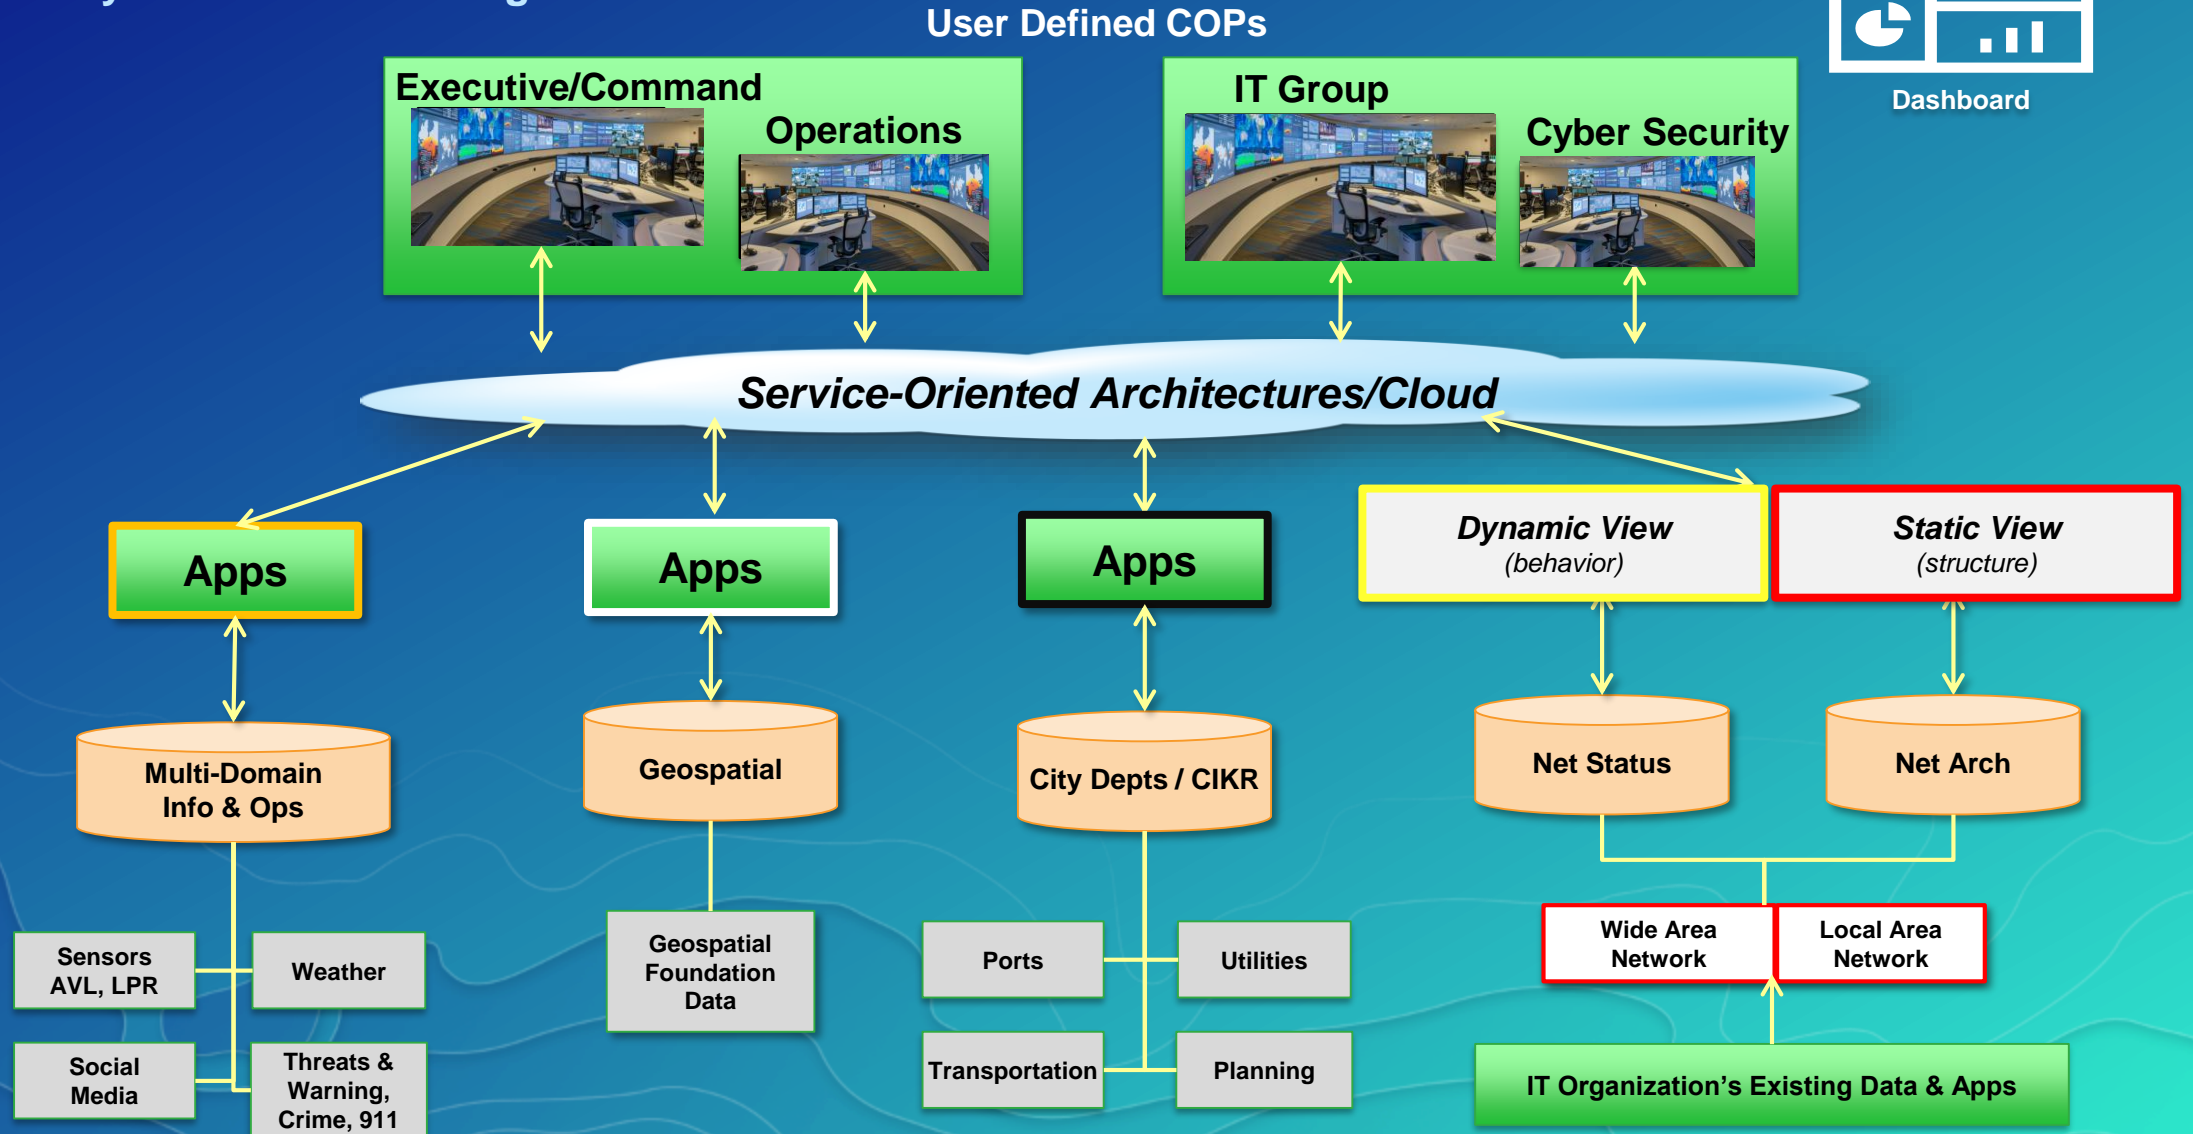 User Defined COPs
Executive/Command
Operations
IT Group
Cyber Security
Dashboard
Service-Oriented Architectures/Cloud
Apps
Apps
Apps
Dynamic View
(behavior)
Static View
(structure)
Multi-Domain
Info & Ops
Geospatial
City Depts / CIKR
Net Status
Net Arch
Sensors
AVL, LPR
Weather
Social
Media
Threats &
Warning,
Crime, 911
Geospatial
Foundation
Data
Ports
Utilities
Transportation
Planning
Wide Area
Network
Local Area
Network
IT Organization’s Existing Data & Apps